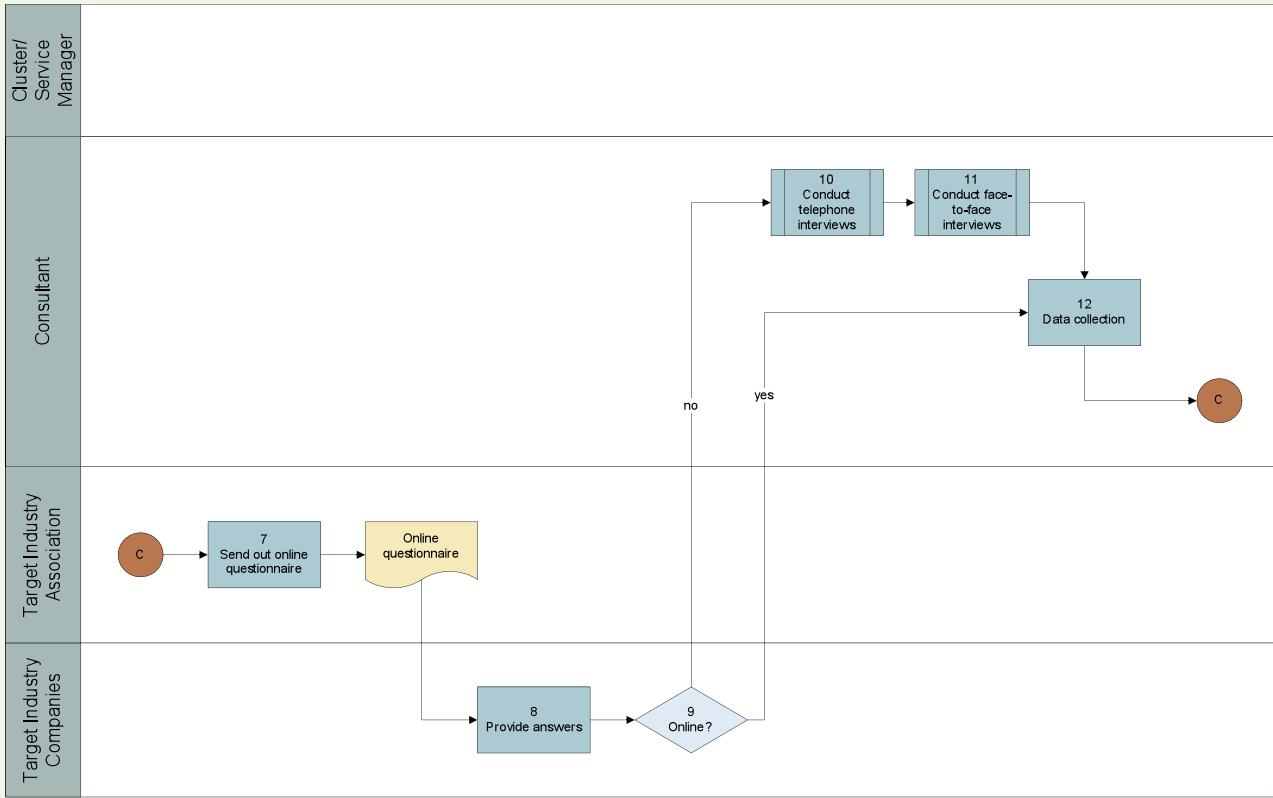 Cluster/
Service
Manager
Consultant
10
Conduct
telephone
interviews
11
Conduct face-
to-face
interviews
12
Data collection
no
yes
C
Target Industry
Association
C
7
Send out online
questionnaire
Online
questionnaire
Target Industry
Companies
8
Provide answers
9
Online?